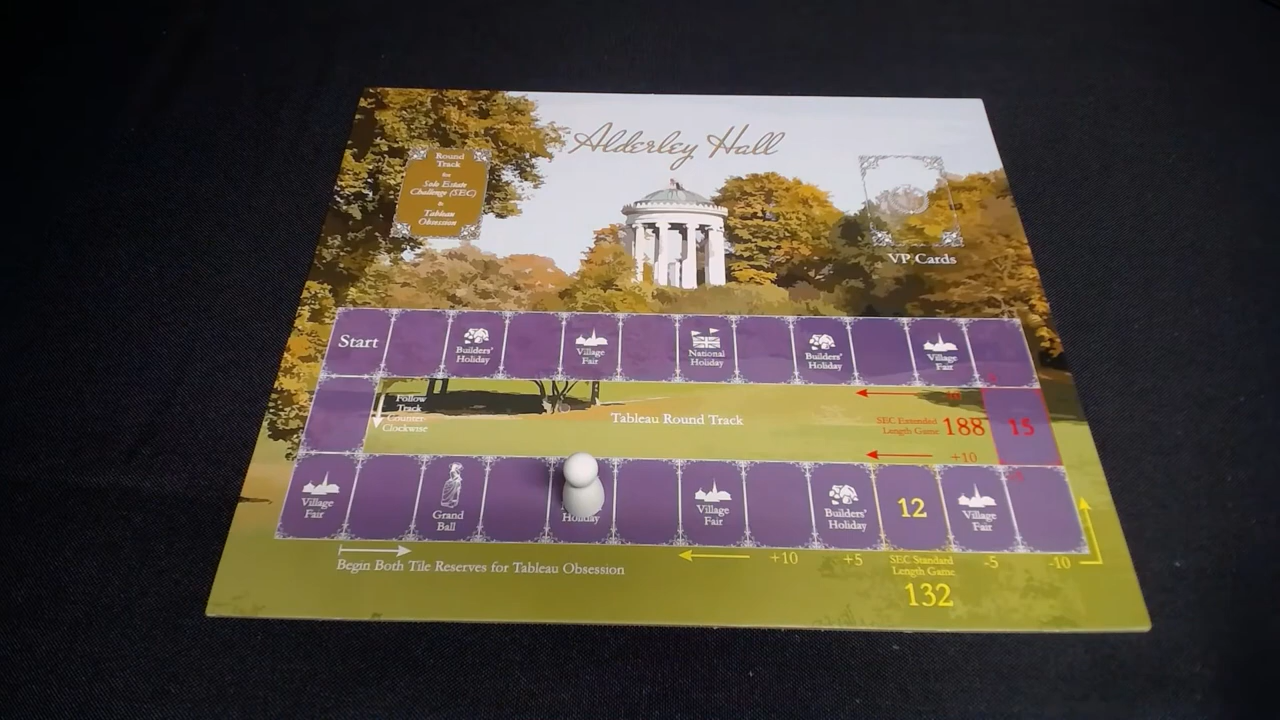 Alderley Hall
Round
Track
for
Solo Estate
Challenge (SEC)
&
Tableau
Obsession
VP Cards
Start
Builders'
Holiday
Village
Fair
National
Holiday
Builders'
Holiday
Village
Fair
Follow
Track
Counter-
Clockwise
Tableau Round Track
SEC Extended
Length Game
188
15
+10
Village
Fair
Grand
Ball
Holiday
Village
Fair
Builders'
Holiday
12
Village
Fair
Begin Both Tile Reserves for Tableau Obsession
+10
+5
SEC Standard
Length Game
132
-5
-10